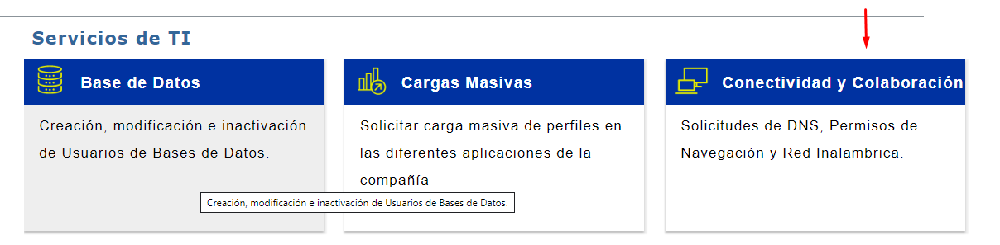 Servicios de TI
Base de Datos
Creación, modificación e inactivación
de Usuarios de Bases de Datos.
Cargas Masivas
Solicitar carga masiva de perfiles en
las diferentes aplicaciones de la
compañía
Conectividad y Colaboración
Solicitudes de DNS, Permisos de
Navegación y Red Inalambrica.
Creación, modificación e inactivación de Usuarios de Bases de Datos.